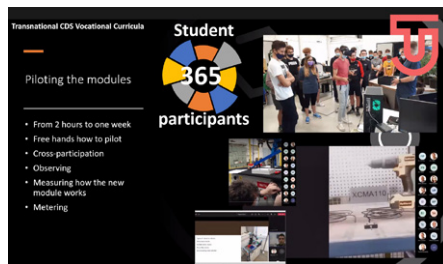 Transnational CDS Vocational Curricula
Piloting the modules
• From 2 hours to one week
• Free hands how to pilot
• Cross-participation
• Observing
• Measuring how the new
module works
• Metering
Student
365
participants
XCMA110